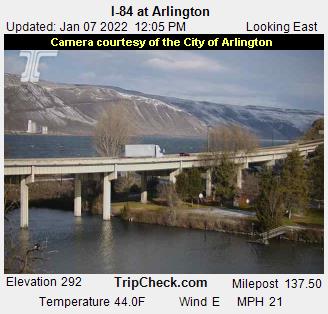 I-84 at Arlington
Updated: Jan 07 2022 12:05 PM Looking East
Camera courtesy of the City of Arlington
Elevation 292 TripCheck.com Milepost 137.50
Temperature 44.0F Wind E MPH 21